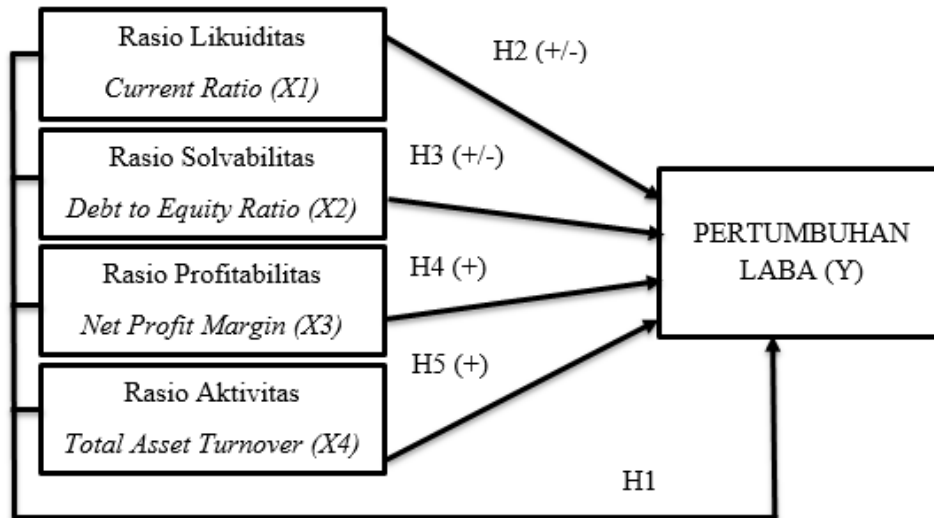 Rasio Likuiditas
Current Ratio (X1)
H2 (+/-)
Rasio Solvabilitas
Debt to Equity Ratio (X2)
H3 (+/-)
Rasio Profitabilitas
Net Profit Margin (X3)
H4 (+)
Rasio Aktivitas
Total Asset Turnover (X4)
H5 (+)
H1
PERTUMBUHAN
LABA (Y)